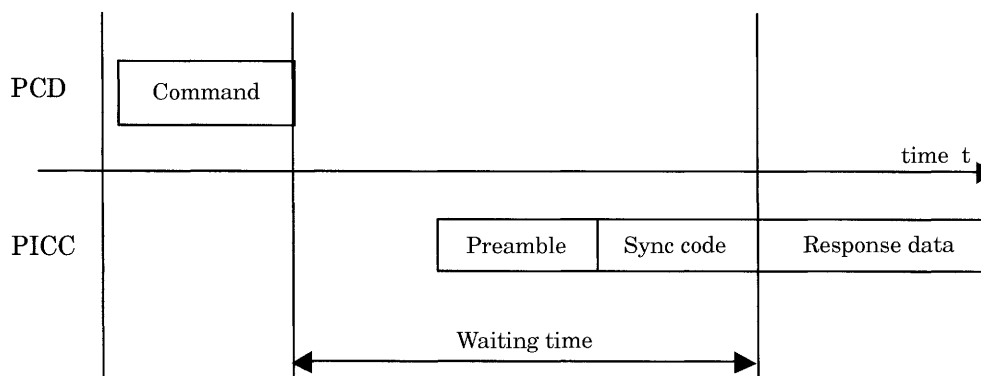 PCD
Command
time t
PICC
Preamble
Sync code
Response data
Waiting time